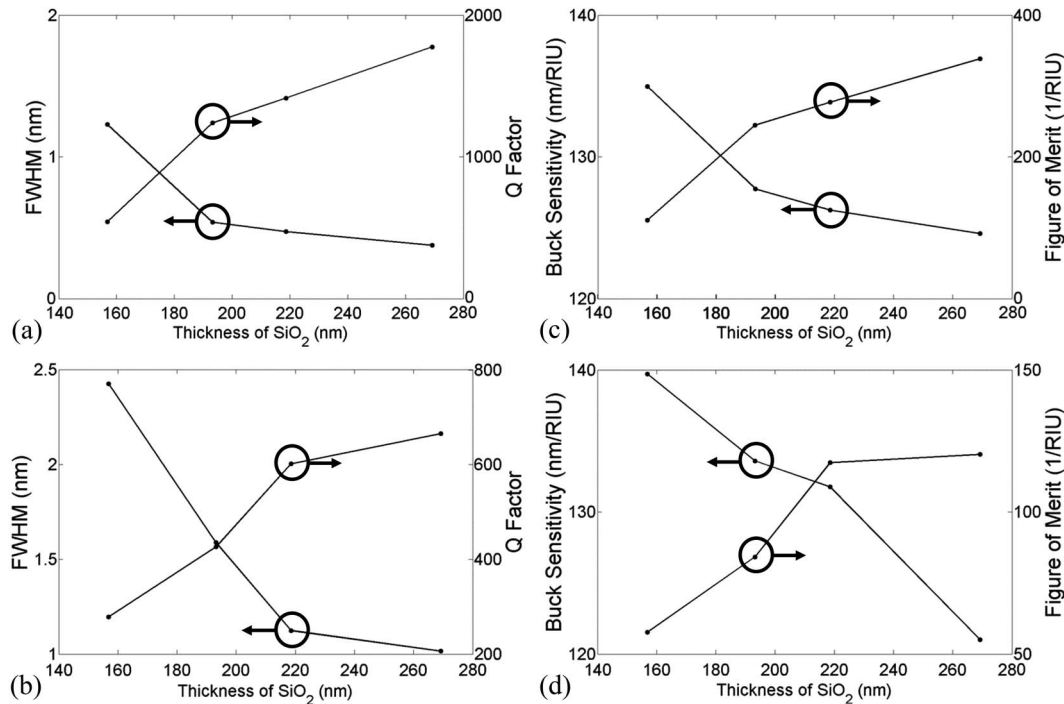 2
2000
FWHM (nm)
1
1000
Q Factor
0
0
140 160 180 200 220 240 260 280
(a)
Thickness of SiO2 (nm)
140
400
Buck Sensitivity (nm/RIU)
130
200
Figure of Merit (1/RIU)
120
0
140 160 180 200 220 240 260 280
(c)
Thickness of SiO2 (nm)
2.5
800
FWHM (nm)
2
600
1.5
400
Q Factor
1
200
140 160 180 200 220 240 260 280
(b)
Thickness of SiO2 (nm)
140
150
Buck Sensitivity (nm/RIU)
130
100
Figure of Merit (1/RIU)
120
50
140 160 180 200 220 240 260 280
(d)
Thickness of SiO2 (nm)